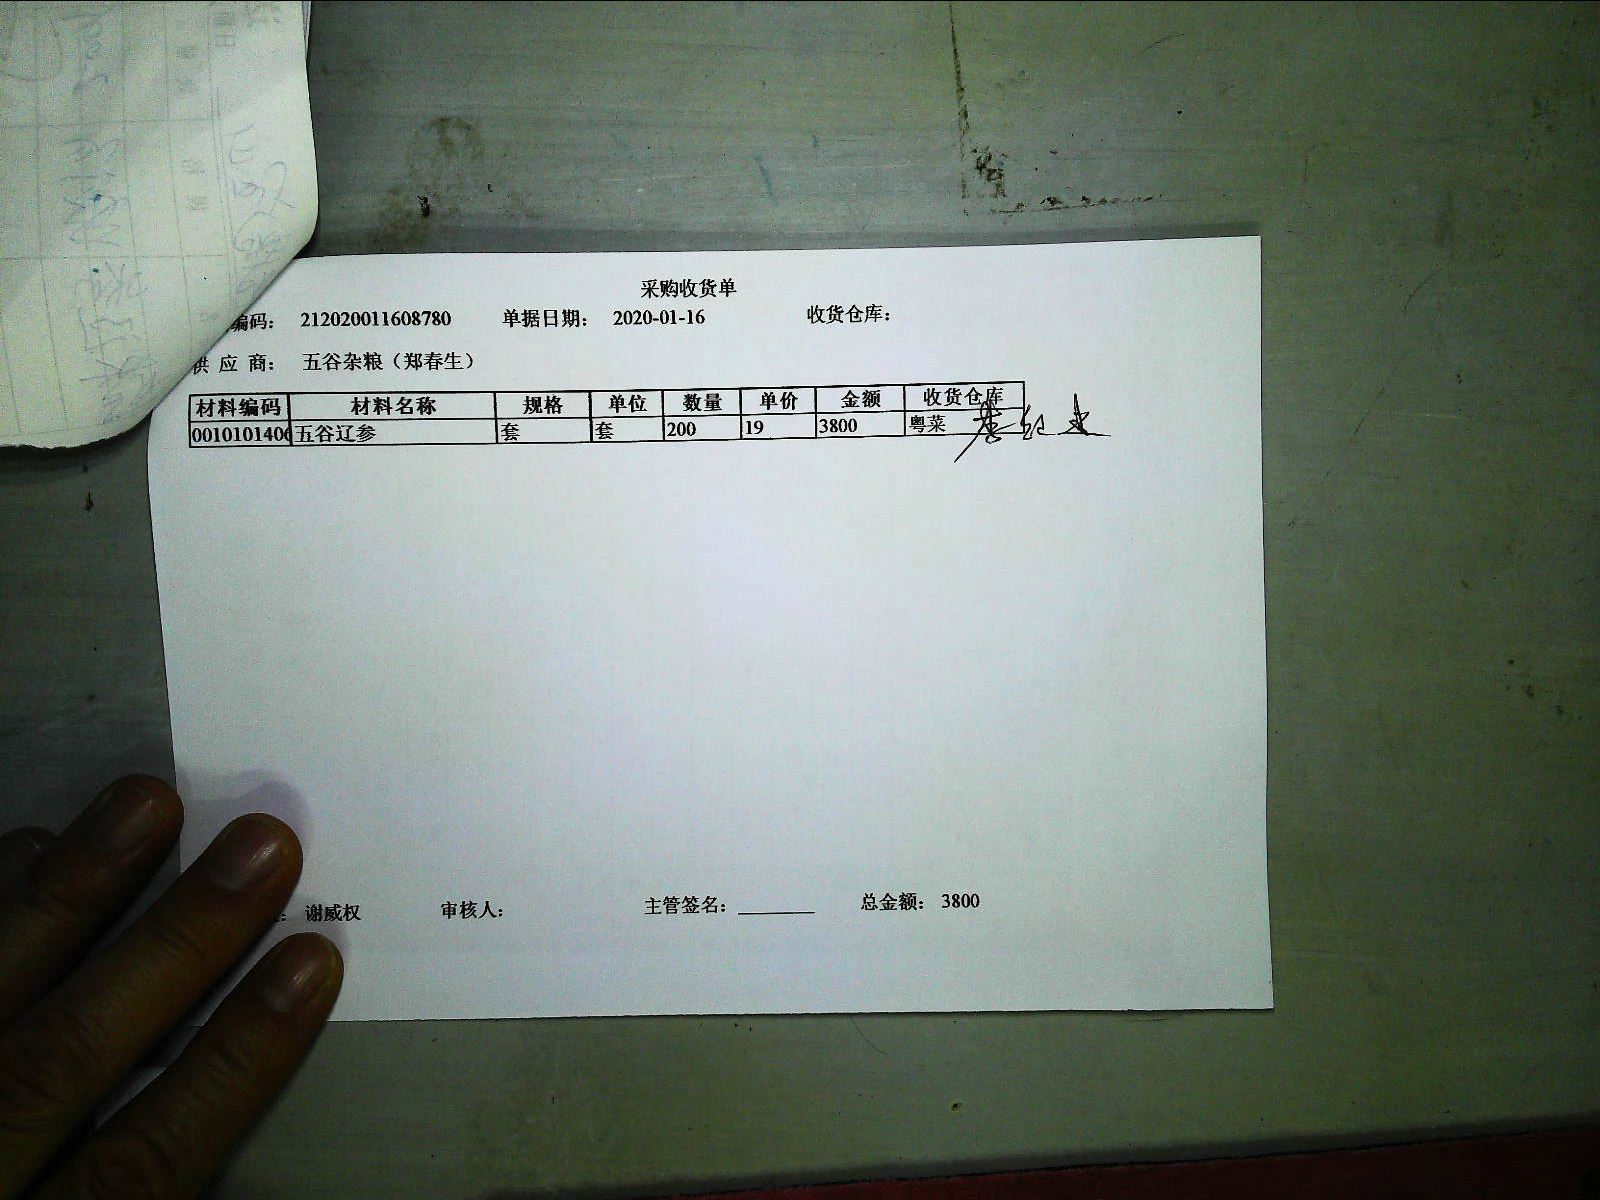 采购收货单
编码： 212020011608780 单据日期： 2020-01-16 收货仓库：
供 应 商： 五谷杂粮（郑春生）
材料编码 材料名称 规格 单位 数量 单价 金额 收货仓库
0010101406 五谷辽参 套 套 200 19 3800 粤菜
谢威权 审核人： 主管签名： 总金额： 3800